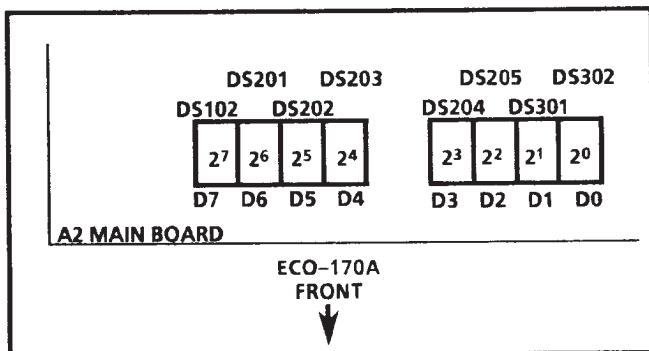 DS201 DS203 DS205 DS302
DS102 DS202 DS204 DS301
2⁷ 2⁶ 2⁵ 2⁴ 2³ 2² 2¹ 2⁰
D7 D6 D5 D4 D3 D2 D1 D0
A2 MAIN BOARD
ECO–170A
FRONT